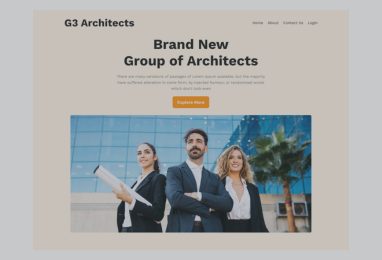 G3 Architects
Home About Contact Us Login
Brand New
Group of Architects
There are many variations of passages of Lorem Ipsum available, but the majority
have suffered alteration in some form, by injected humour, or randomised words
which don't look even
Explore More